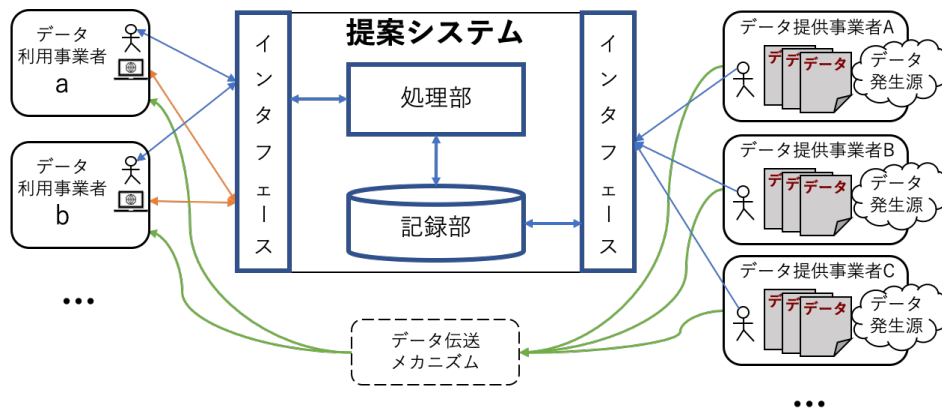 データ
利用事業者
a
データ
利用事業者
b
…
インタフェース
提案システム
処理部
記録部
インタフェース
データ伝送
メカニズム
データ提供事業者A
データ
データ
データ
データ
発生源
データ提供事業者B
データ
データ
データ
データ
発生源
データ提供事業者C
データ
データ
データ
データ
発生源
…